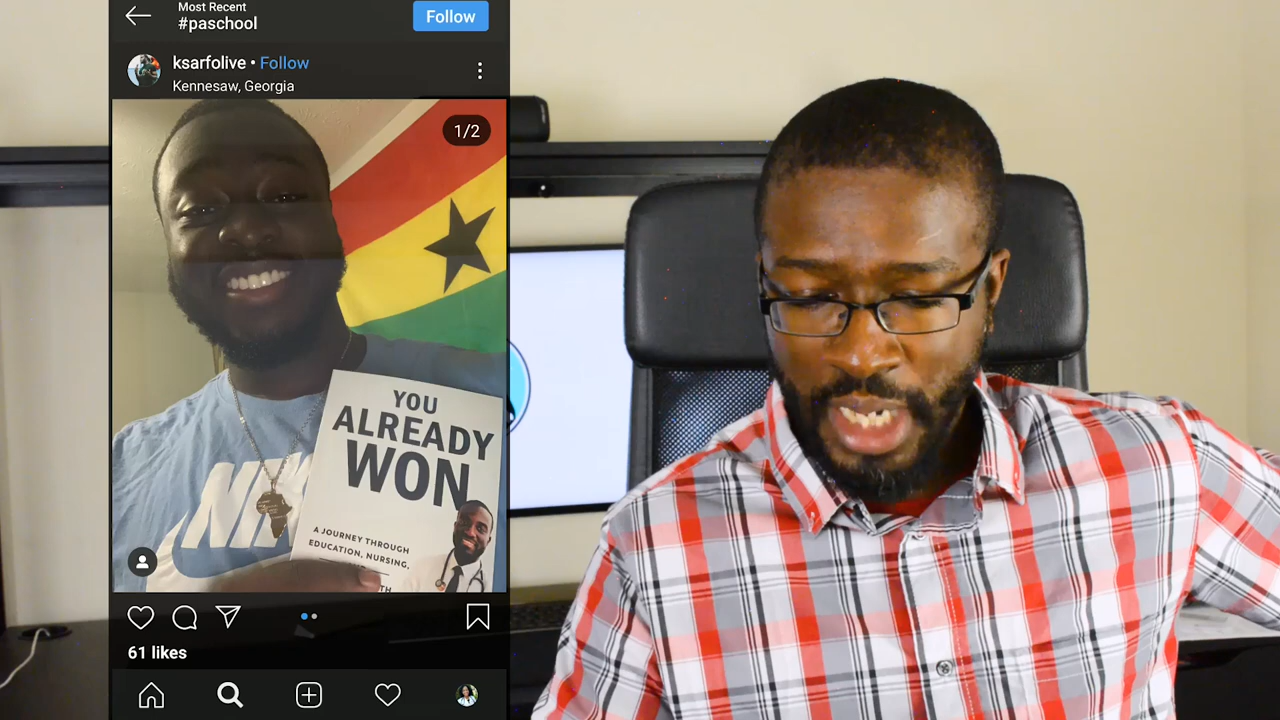 Most Recent
#paschool
Follow
ksarfolive • Follow
Kennesaw, Georgia
1/2
YOU
ALREADY
WON
A JOURNEY THROUGH
EDUCATION, NURSING,
61 likes